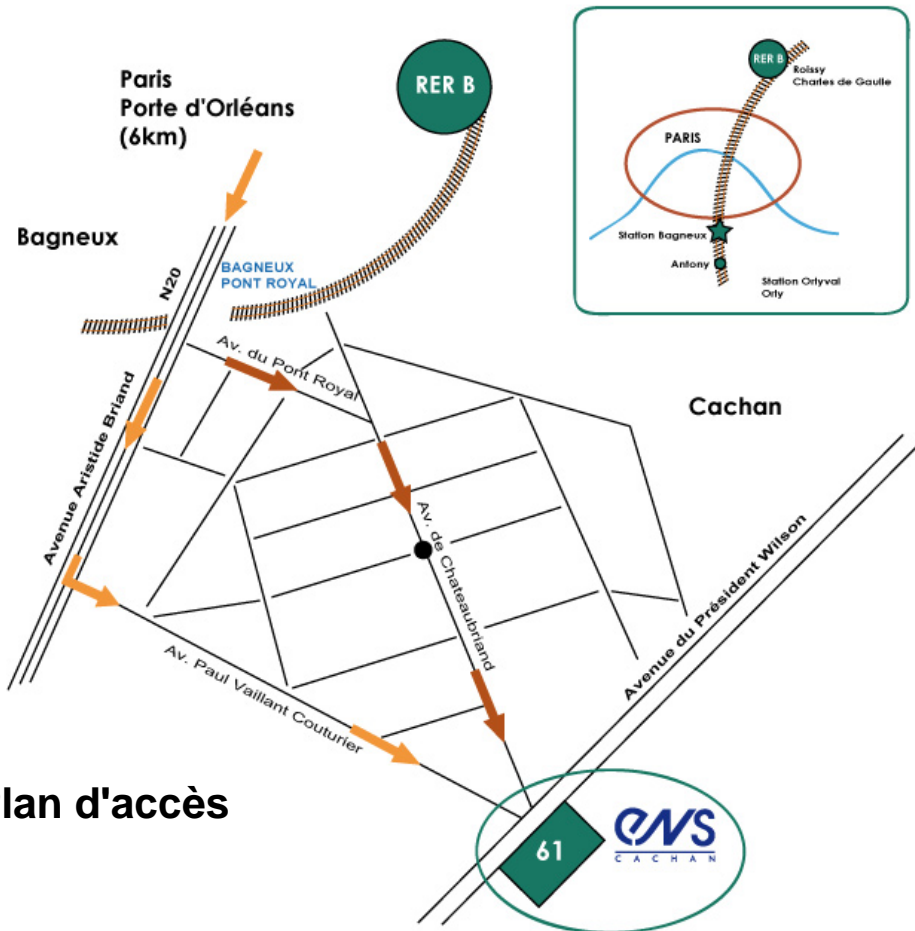 Paris
Porte d'Orléans
(6km)
RER B
Bagneux
N20
BAGNEUX
PONT ROYAL
RER B
Roissy
Charles de Gaulle
PARIS
Station Bagneux
Antony
Station Orlyval
Orly
Av. du Pont Royal
Avenue Aristide Briand
Cachan
Av. de Chateaubriand
Avenue du Président Wilson
Av. Paul Vaillant Couturier
lan d'accès
61
ens
CACHAN